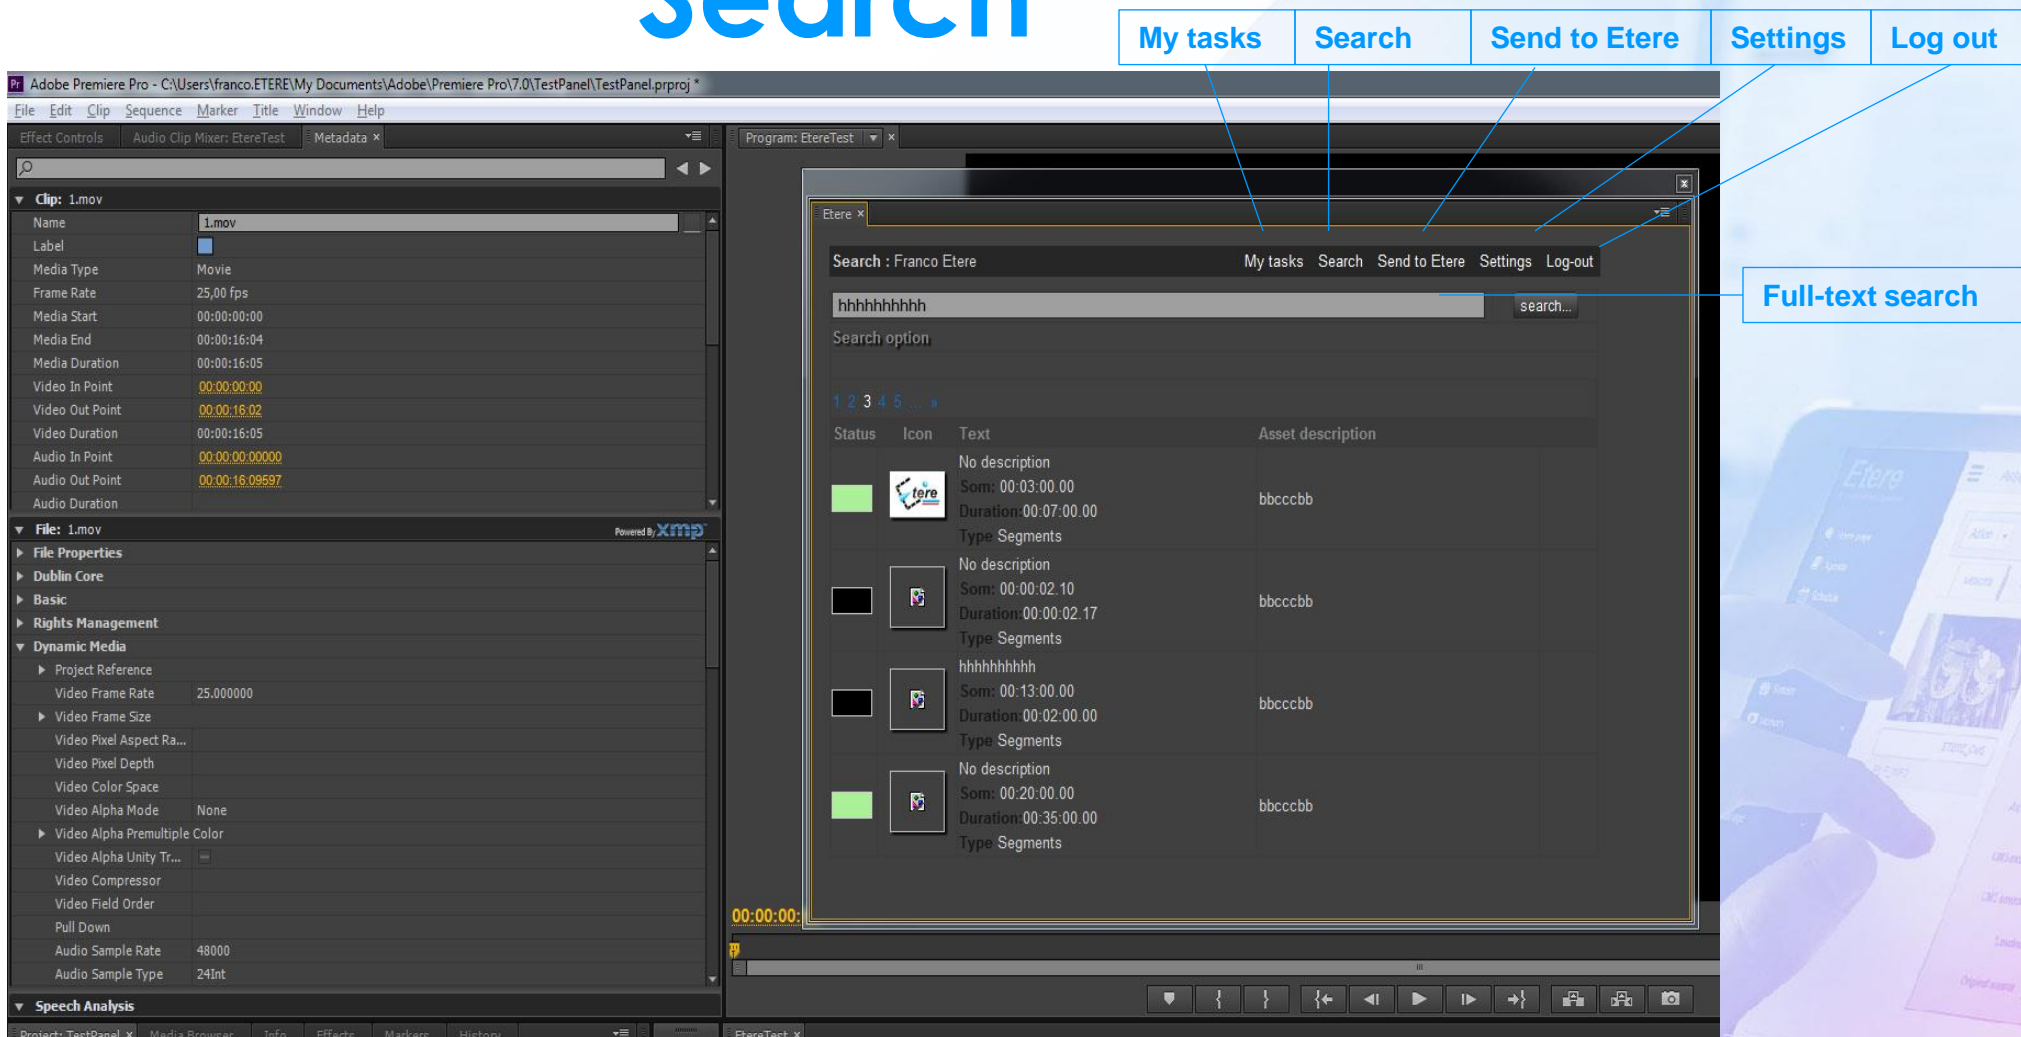 Search
My tasks
Search
Send to Etere
Settings
Log out
Adobe Premiere Pro - C:\Users\franco.ETERE\My Documents\Adobe\Premiere Pro\7.0\TestPanel\TestPanel.prproj *
File Edit Clip Sequence Marker Title Window Help
Effect Controls Audio Clip Mixer: EtereTest Metadata ×
Clip: 1.mov
Name 1.mov
Label
Media Type Movie
Frame Rate 25,00 fps
Media Start 00:00:00:00
Media End 00:00:16:04
Media Duration 00:00:16:05
Video In Point 00:00:00:00
Video Out Point 00:00:16:02
Video Duration 00:00:16:05
Audio In Point 00:00:00:00000
Audio Out Point 00:00:16:09597
Audio Duration
File: 1.mov Powered By xmp
File Properties
Dublin Core
Basic
Rights Management
Dynamic Media
Project Reference
Video Frame Rate 25.000000
Video Frame Size
Video Pixel Aspect Ra...
Video Pixel Depth
Video Color Space
Video Alpha Mode None
Video Alpha Premultiple Color
Video Alpha Unity Tr...
Video Compressor
Video Field Order
Pull Down
Audio Sample Rate 48000
Audio Sample Type 24Int
Speech Analysis
Project: TestPanel × Media Browser Info Effects Markers History
Program: EtereTest ×
Etere ×
Search : Franco Etere My tasks Search Send to Etere Settings Log-out
hhhhhhhhhh search...
Search option
1 2 3 4 5 ... »
Status Icon Text Asset description
No description
Som: 00:03:00.00
Duration:00:07:00.00
Type Segments
Etere
bbcccbb
No description
Som: 00:00:02.10
Duration:00:00:02.17
Type Segments
bbcccbb
hhhhhhhhhh
Som: 00:13:00.00
Duration:00:02:00.00
Type Segments
bbcccbb
No description
Som: 00:20:00.00
Duration:00:35:00.00
Type Segments
bbcccbb
00:00:00:
EtereTest ×
Full-text search
Etere